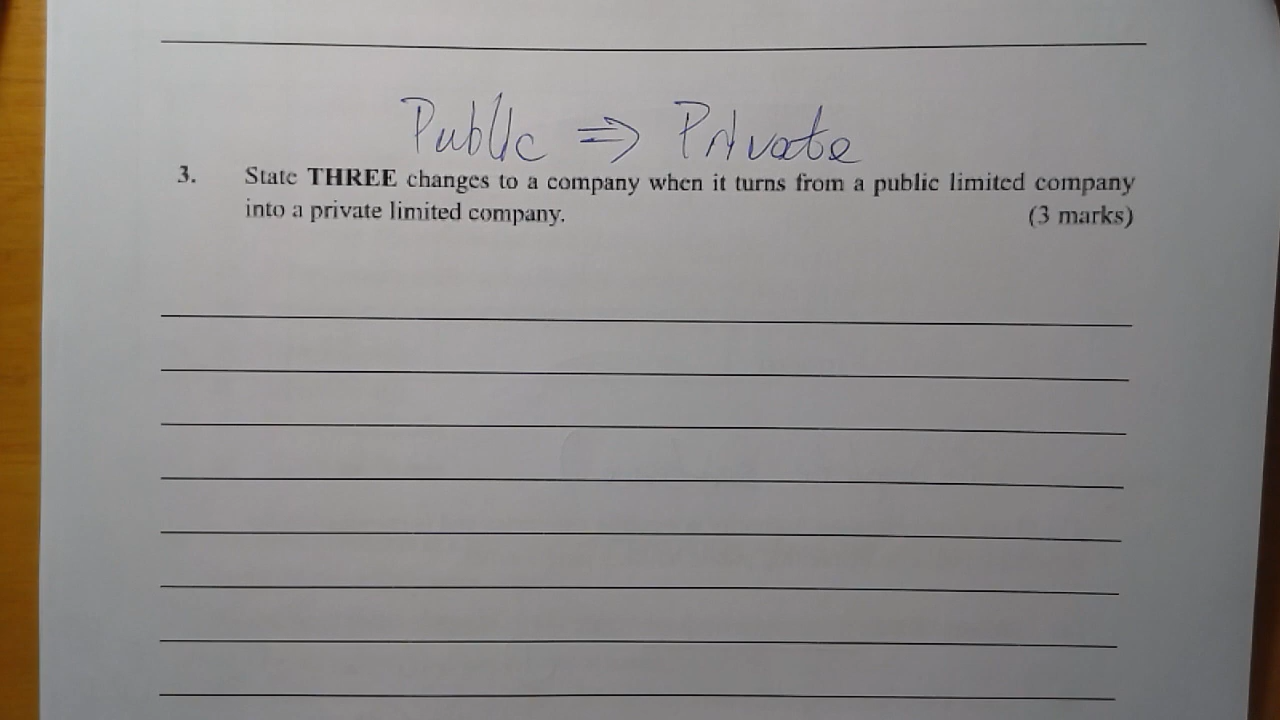 Public ⇒ Private
3. State THREE changes to a company when it turns from a public limited company
into a private limited company. (3 marks)